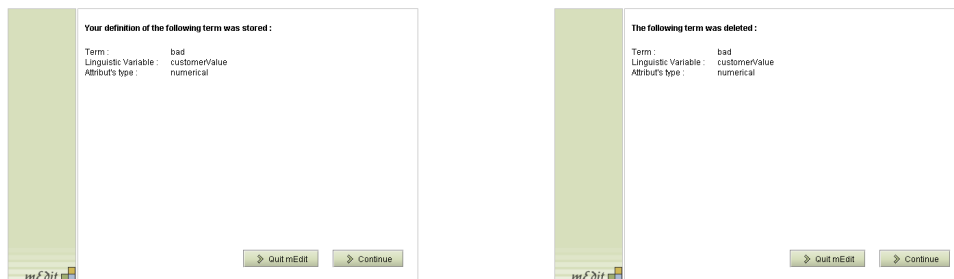 Your definition of the following term was stored :
Term : bad
Linguistic Variable : customerValue
Attribut's type : numerical
Quit mEdit Continue
mEdit
The following term was deleted :
Term : bad
Linguistic Variable : customerValue
Attribut's type : numerical
Quit mEdit Continue
mEdit